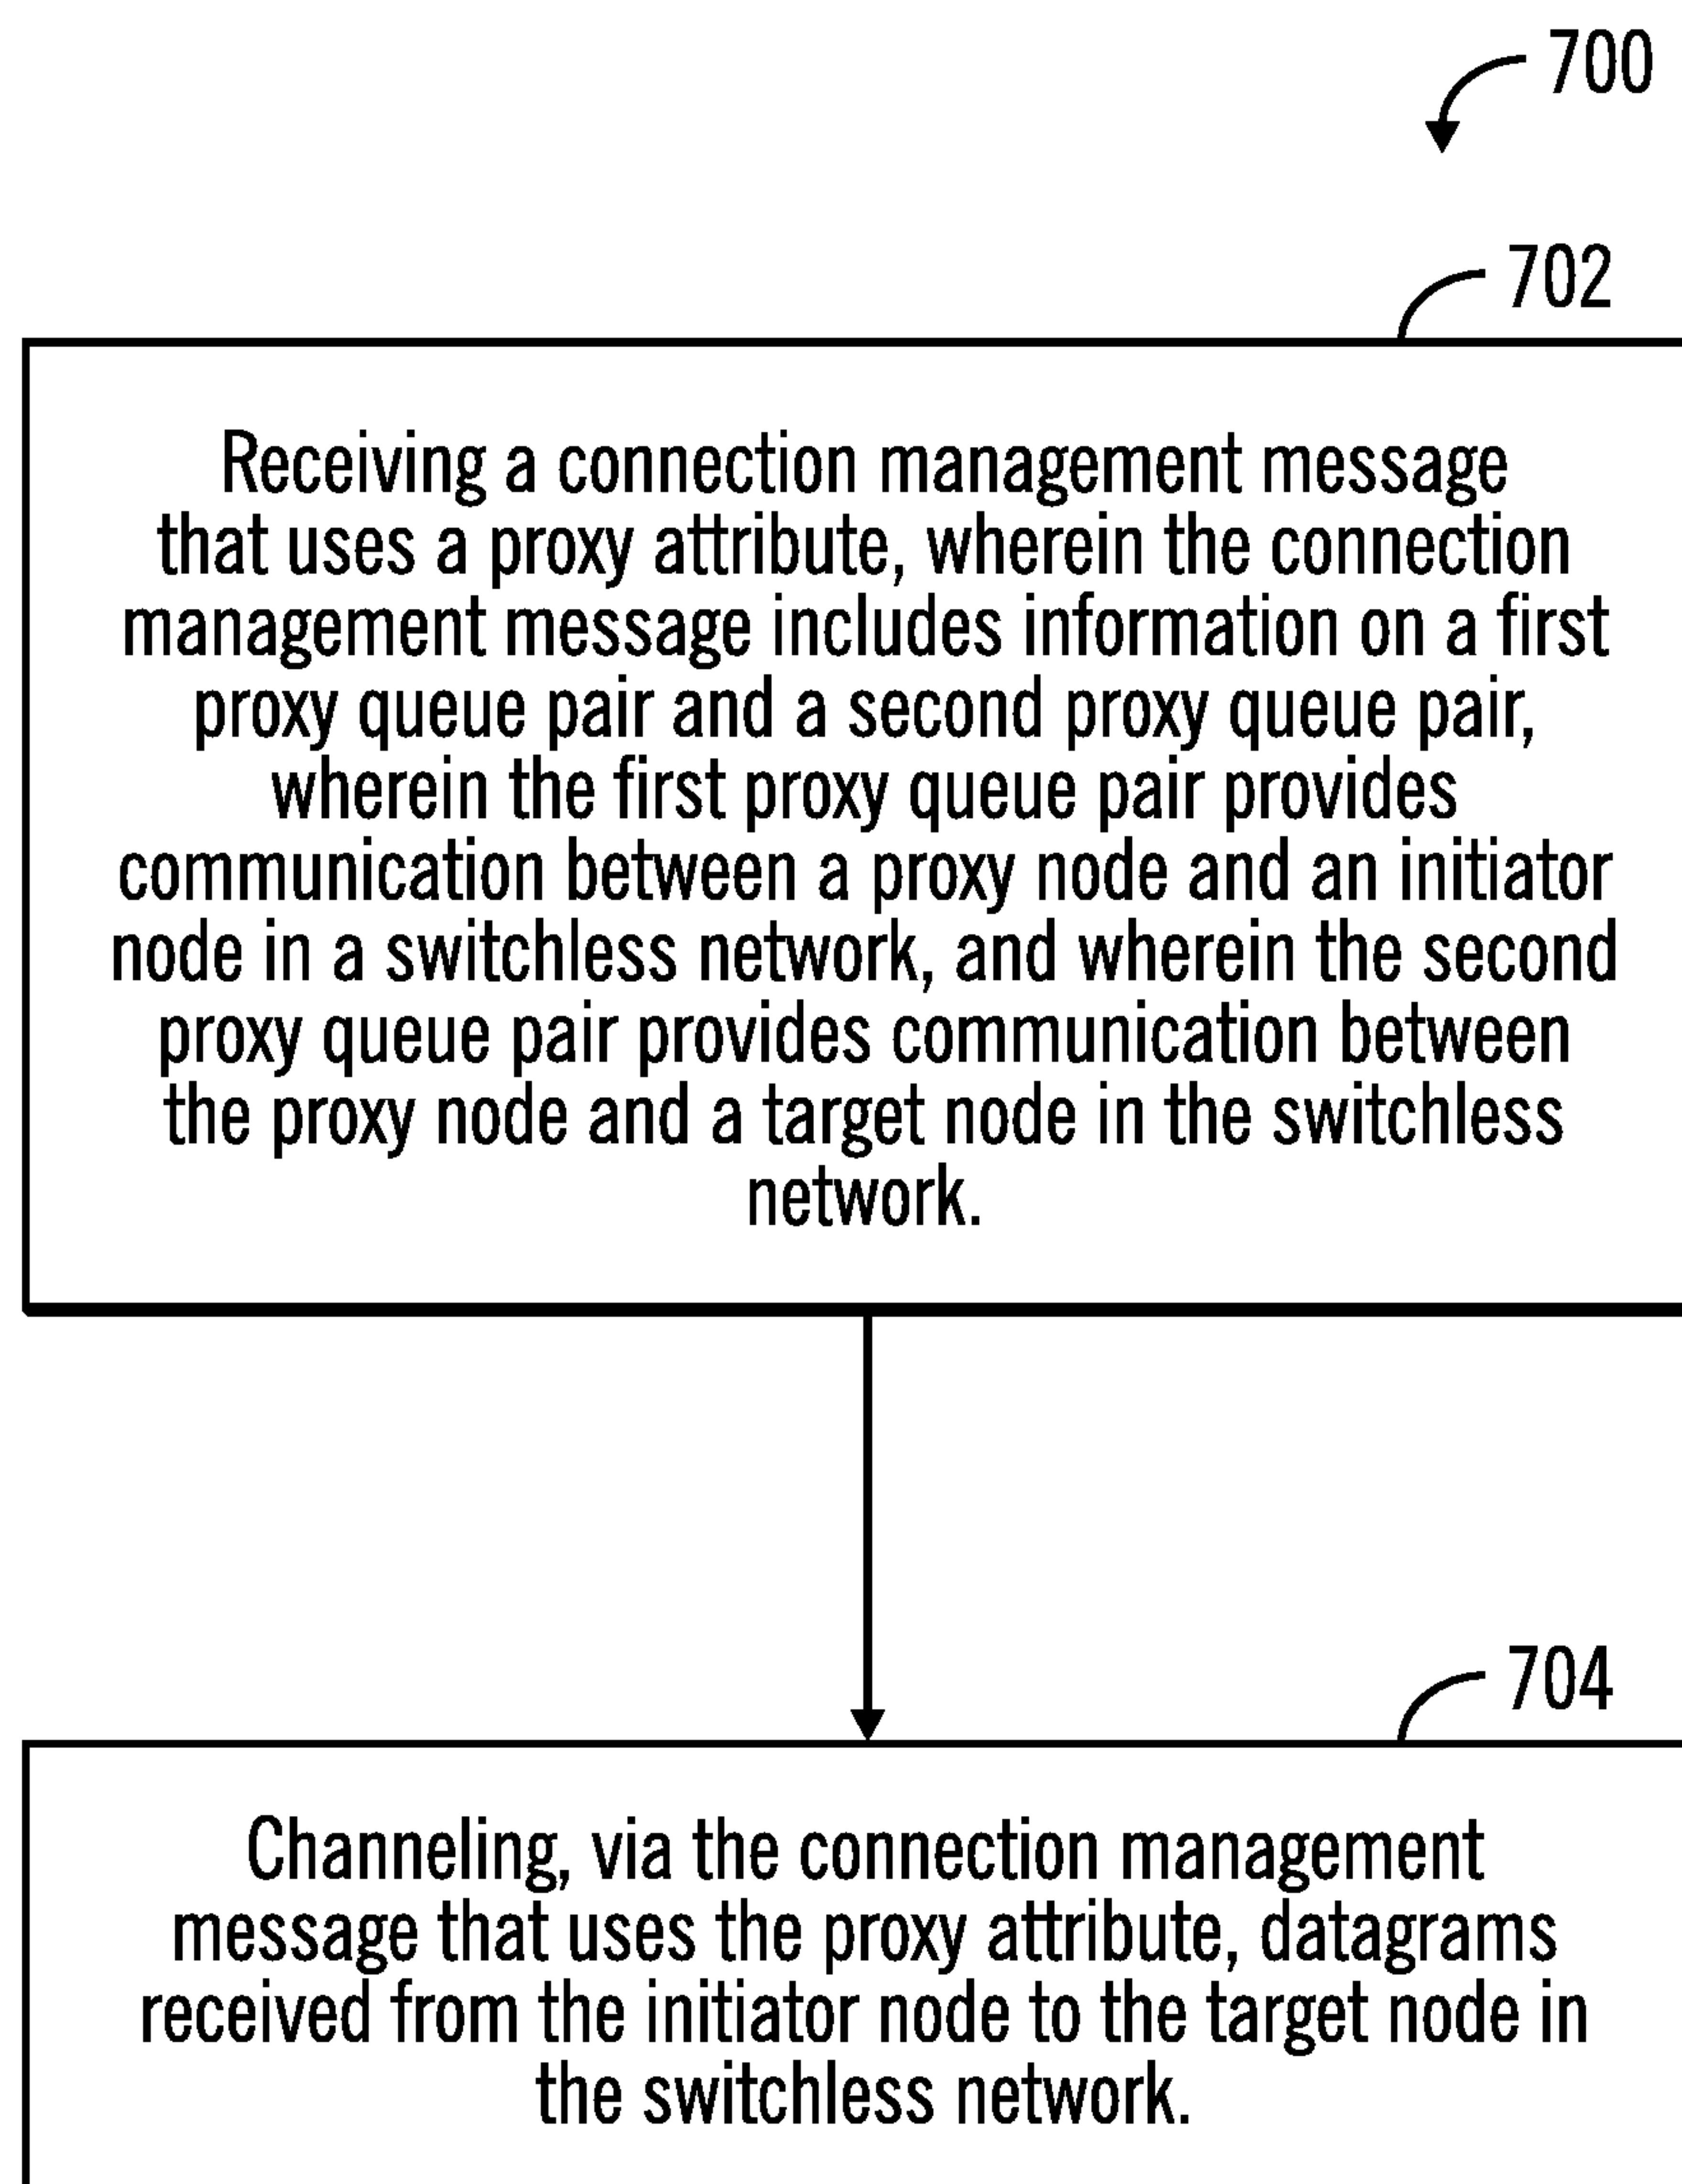 700
702
Receiving a connection management message
that uses a proxy attribute, wherein the connection
management message includes information on a first
proxy queue pair and a second proxy queue pair,
wherein the first proxy queue pair provides
communication between a proxy node and an initiator
node in a switchless network, and wherein the second
proxy queue pair provides communication between
the proxy node and a target node in the switchless
network.
704
Channeling, via the connection management
message that uses the proxy attribute, datagrams
received from the initiator node to the target node in
the switchless network.